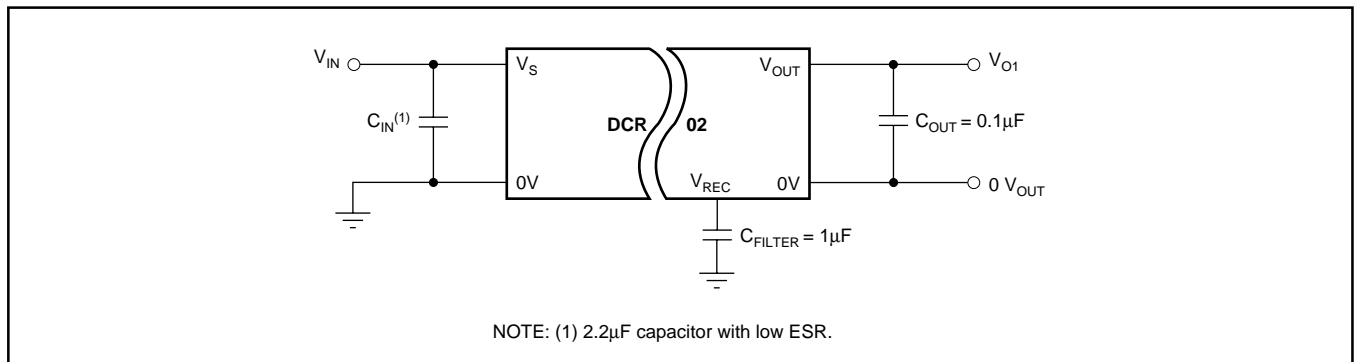 V_IN
V_S
V_OUT
V_O1
C_IN(1)
DCR 02
C_OUT = 0.1μF
0V
V_REC
0V
0 V_OUT
C_FILTER = 1μF
NOTE: (1) 2.2μF capacitor with low ESR.